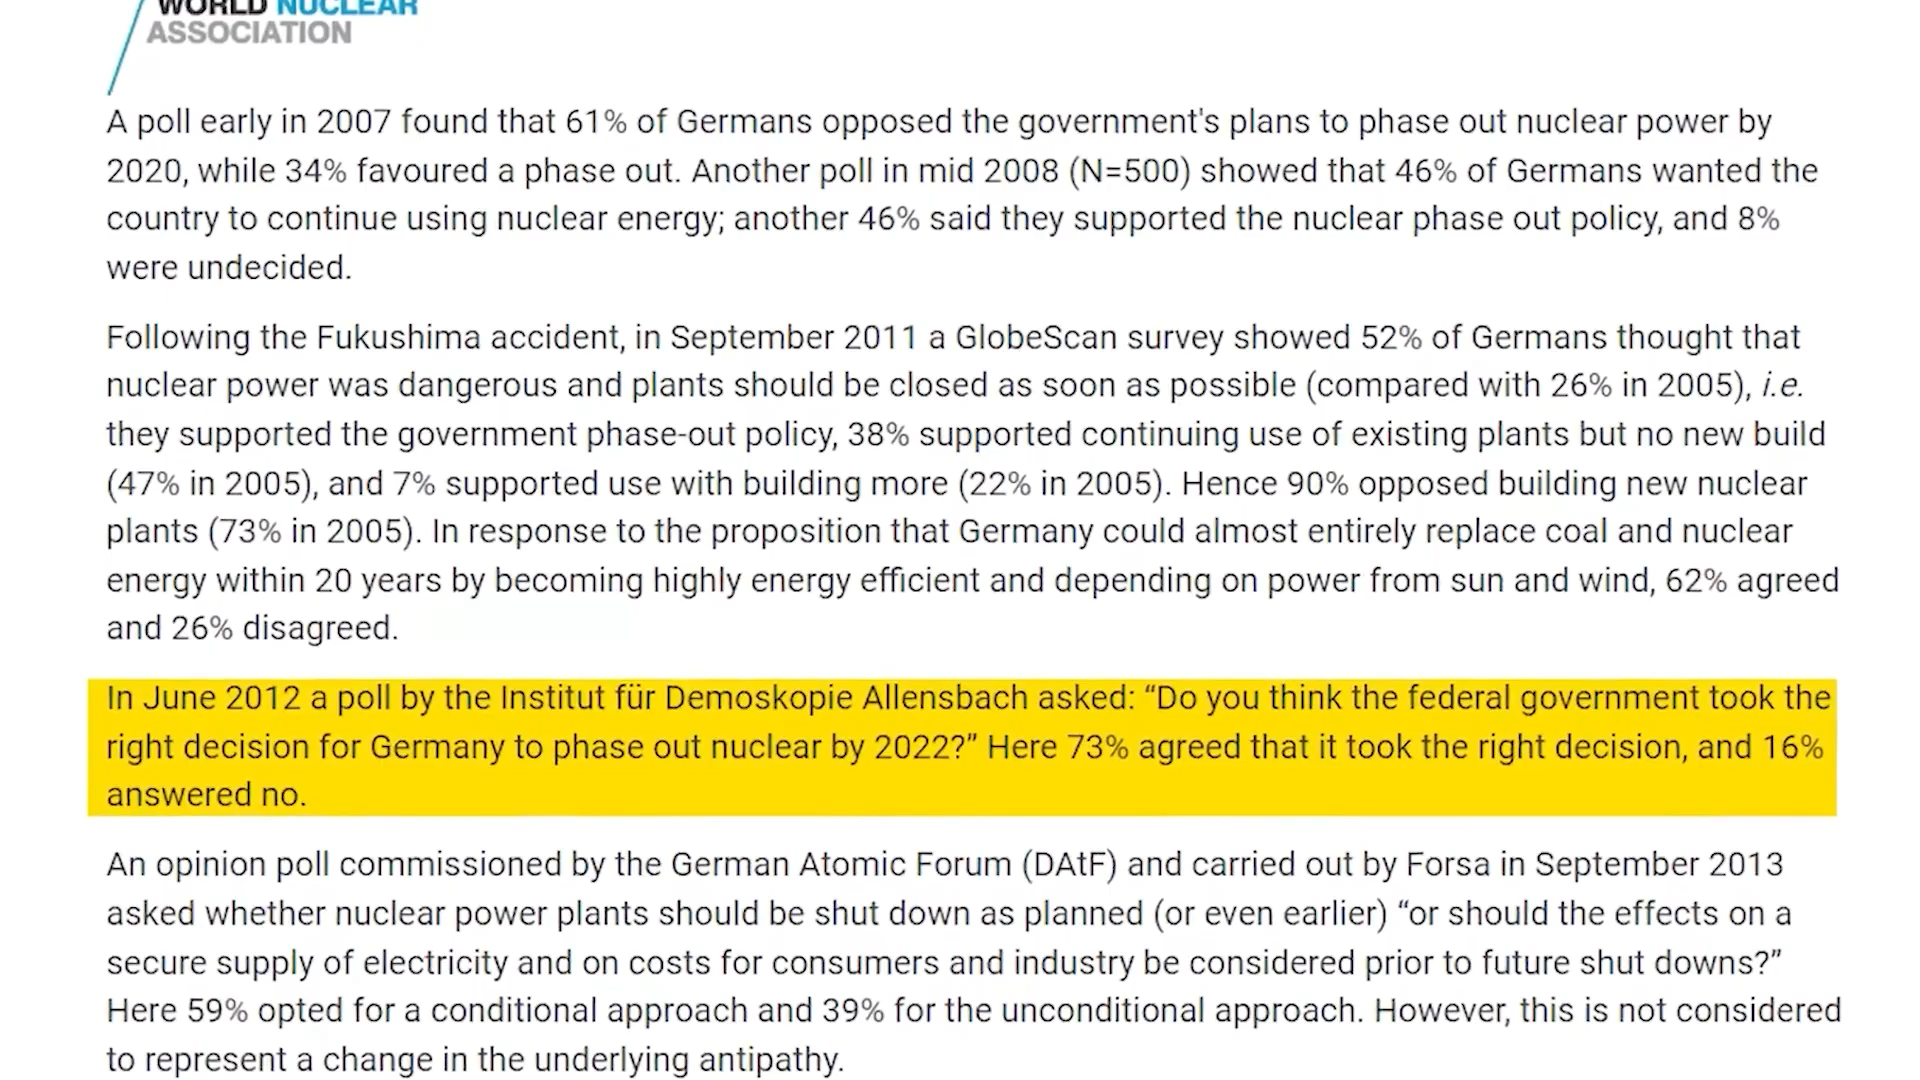 WORLD NUCLEAR
ASSOCIATION
A poll early in 2007 found that 61% of Germans opposed the government's plans to phase out nuclear power by
2020, while 34% favoured a phase out. Another poll in mid 2008 (N=500) showed that 46% of Germans wanted the
country to continue using nuclear energy; another 46% said they supported the nuclear phase out policy, and 8%
were undecided.
Following the Fukushima accident, in September 2011 a GlobeScan survey showed 52% of Germans thought that
nuclear power was dangerous and plants should be closed as soon as possible (compared with 26% in 2005), i.e.
they supported the government phase-out policy, 38% supported continuing use of existing plants but no new build
(47% in 2005), and 7% supported use with building more (22% in 2005). Hence 90% opposed building new nuclear
plants (73% in 2005). In response to the proposition that Germany could almost entirely replace coal and nuclear
energy within 20 years by becoming highly energy efficient and depending on power from sun and wind, 62% agreed
and 26% disagreed.
In June 2012 a poll by the Institut für Demoskopie Allensbach asked: “Do you think the federal government took the
right decision for Germany to phase out nuclear by 2022?” Here 73% agreed that it took the right decision, and 16%
answered no.
An opinion poll commissioned by the German Atomic Forum (DAtF) and carried out by Forsa in September 2013
asked whether nuclear power plants should be shut down as planned (or even earlier) “or should the effects on a
secure supply of electricity and on costs for consumers and industry be considered prior to future shut downs?”
Here 59% opted for a conditional approach and 39% for the unconditional approach. However, this is not considered
to represent a change in the underlying antipathy.